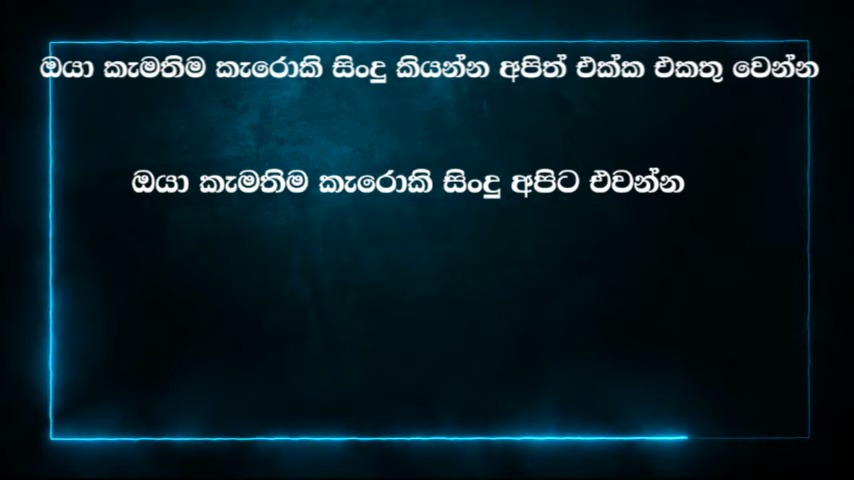 ඔයා කැමතිම කැරොකි සිංදු කියන්න අපිත් එක්ක එකතු වෙන්න
ඔයා කැමතිම කැරොකි සිංදු අපිට එවන්න